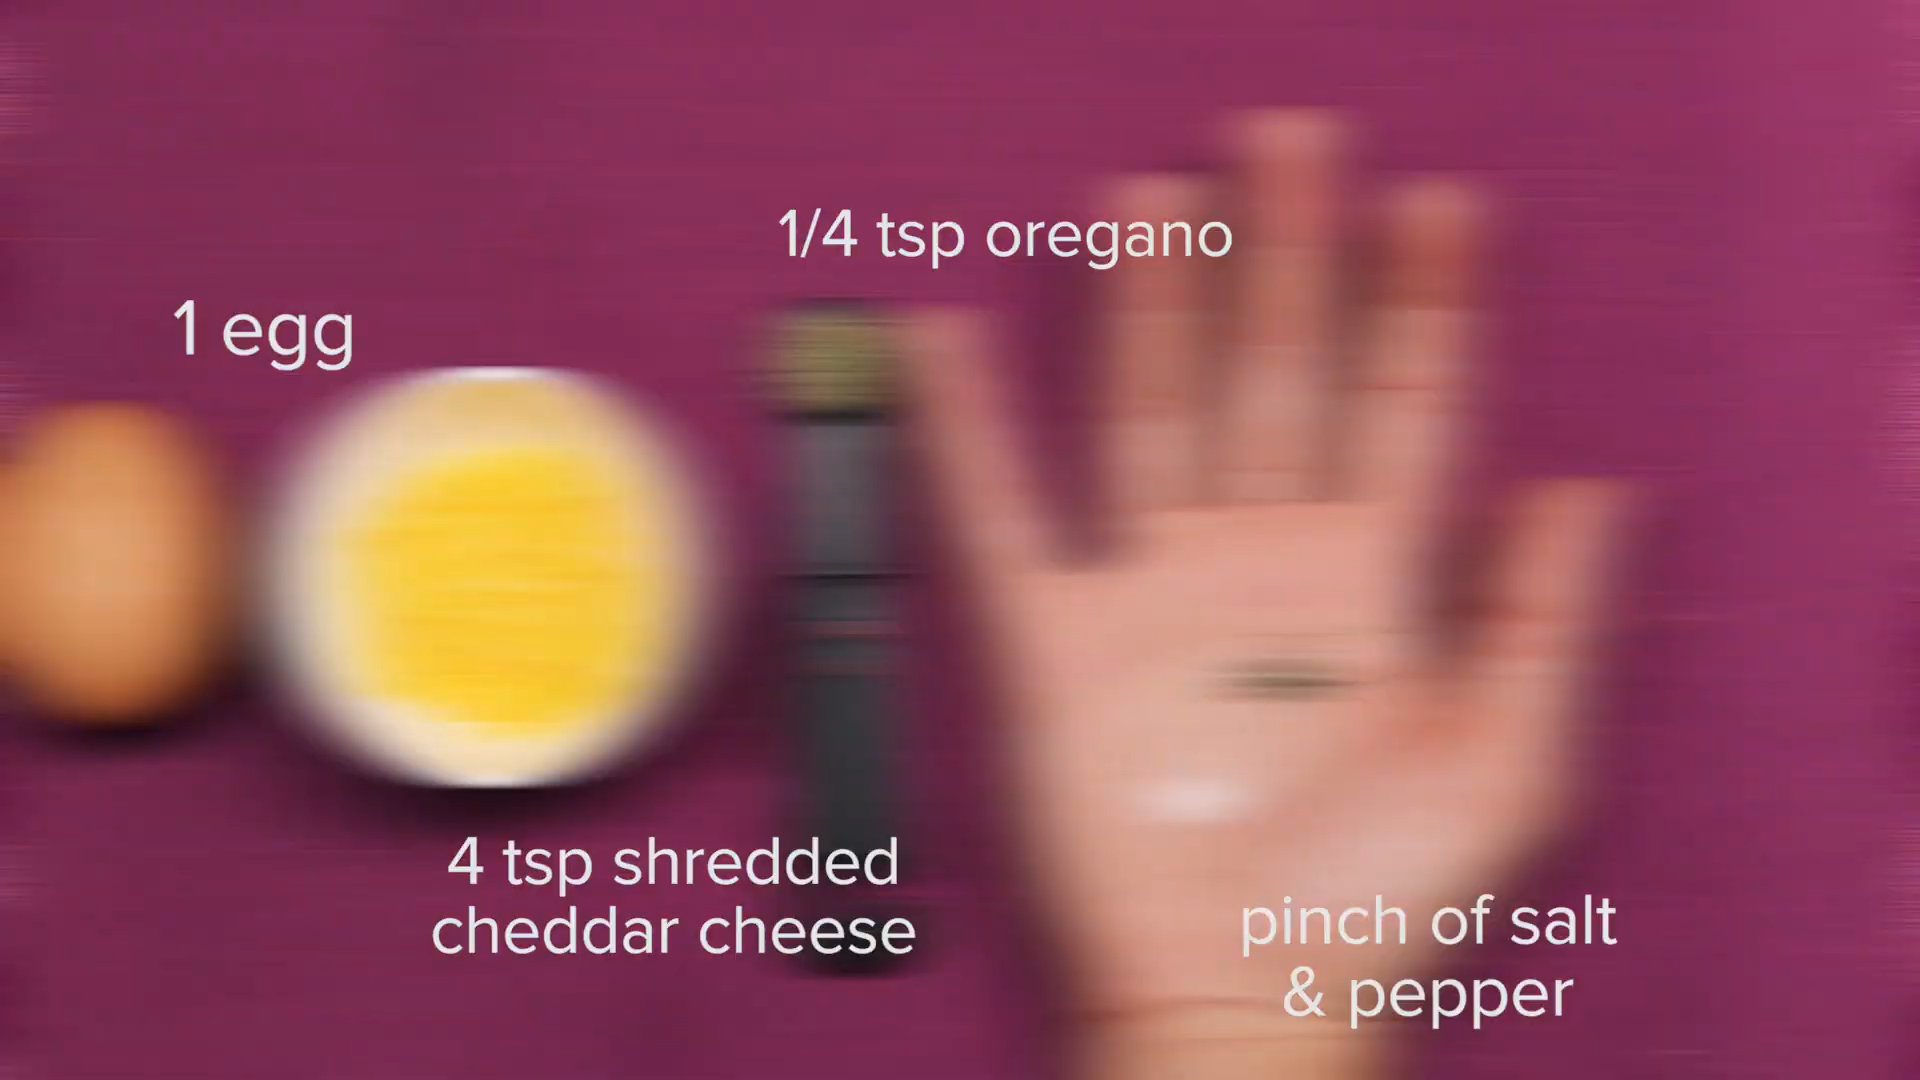 1 egg
4 tsp shredded
cheddar cheese
1/4 tsp oregano
pinch of salt
& pepper